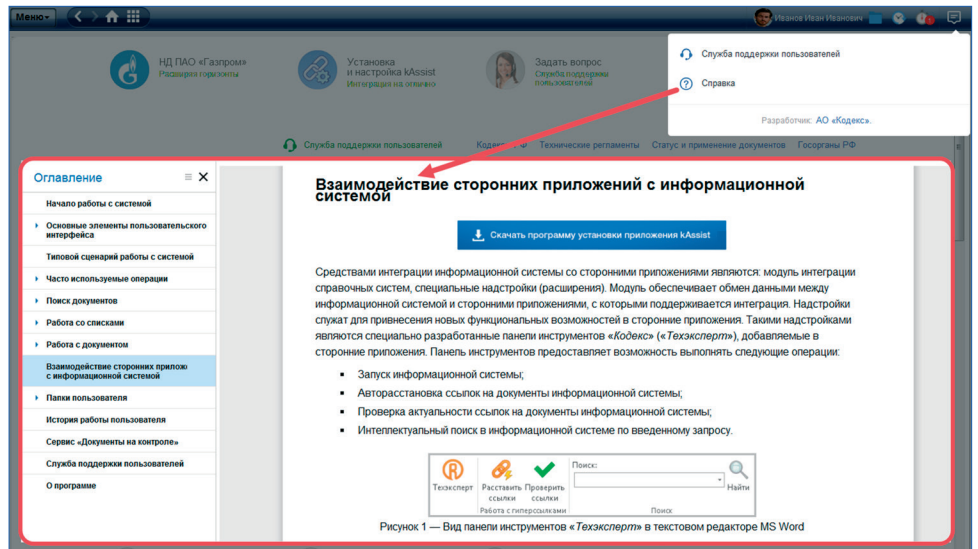 Меню
Иванов Иван Иванович
НД ПАО «Газпром»
Расширяя горизонты
Установка
и настройка kAssist
Интеграция на отлично
Задать вопрос
Служба поддержки
пользователей
Служба поддержки пользователей
Справка
Разработчик: АО «Кодекс».
Служба поддержки пользователей
Кодексы РФ
Технические регламенты
Статус и применение документов
Госорганы РФ
Оглавление
Начало работы с системой
Основные элементы пользовательского
интерфейса
Типовой сценарий работы с системой
Часто используемые операции
Поиск документов
Работа со списками
Работа с документом
Взаимодействие сторонних прилож
с информационной системой
Папки пользователя
История работы пользователя
Сервис «Документы на контроле»
Служба поддержки пользователей
О программе
Взаимодействие сторонних приложений с информационной
системой
Скачать программу установки приложения kAssist
Средствами интеграции информационной системы со сторонними приложениями являются: модуль интеграции
справочных систем, специальные надстройки (расширения). Модуль обеспечивает обмен данными между
информационной системой и сторонними приложениями, с которыми поддерживается интеграция. Надстройки
служат для привнесения новых функциональных возможностей в сторонние приложения. Такими надстройками
являются специально разработанные панели инструментов «Кодекс» («Техэксперт»), добавляемые в
сторонние приложения. Панель инструментов предоставляет возможность выполнять следующие операции:
▪ Запуск информационной системы;
▪ Авторасстановка ссылок на документы информационной системы;
▪ Проверка актуальности ссылок на документы информационной системы;
▪ Интеллектуальный поиск в информационной системе по введенному запросу.
Техэксперт
Расставить
ссылки
Проверить
ссылки
Работа с гиперссылками
Поиск:
Найти
Поиск
Рисунок 1 — Вид панели инструментов «Техэксперт» в текстовом редакторе MS Word